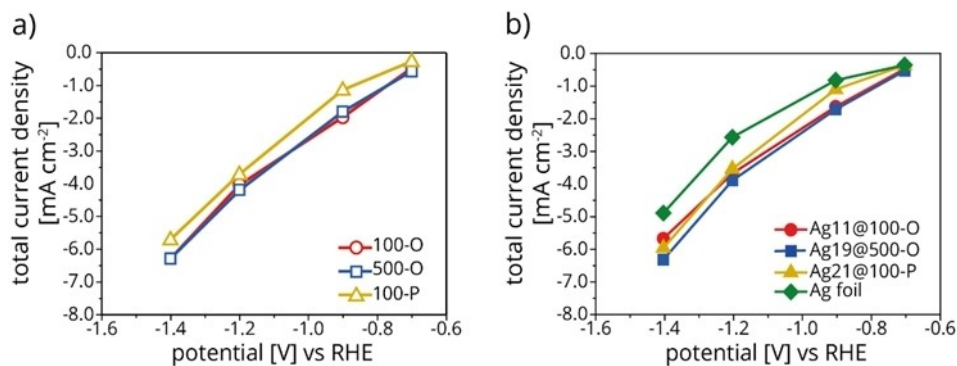 a)
total current density
[mA cm⁻²]
0.0
-1.0
-2.0
-3.0
-4.0
-5.0
-6.0
-7.0
-8.0
100-O
500-O
100-P
-1.6 -1.4 -1.2 -1.0 -0.8 -0.6
potential [V] vs RHE
b)
total current density
[mA cm⁻²]
0.0
-1.0
-2.0
-3.0
-4.0
-5.0
-6.0
-7.0
-8.0
Ag11@100-O
Ag19@500-O
Ag21@100-P
Ag foil
-1.6 -1.4 -1.2 -1.0 -0.8 -0.6
potential [V] vs RHE